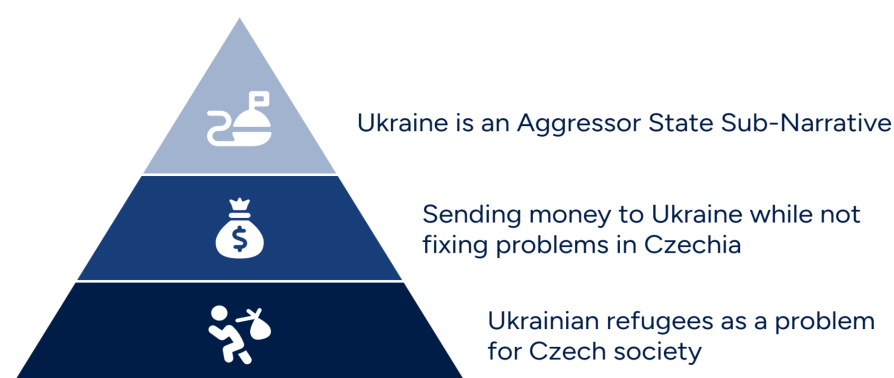 Ukraine is an Aggressor State Sub-Narrative
$
Sending money to Ukraine while not
fixing problems in Czechia
Ukrainian refugees as a problem
for Czech society